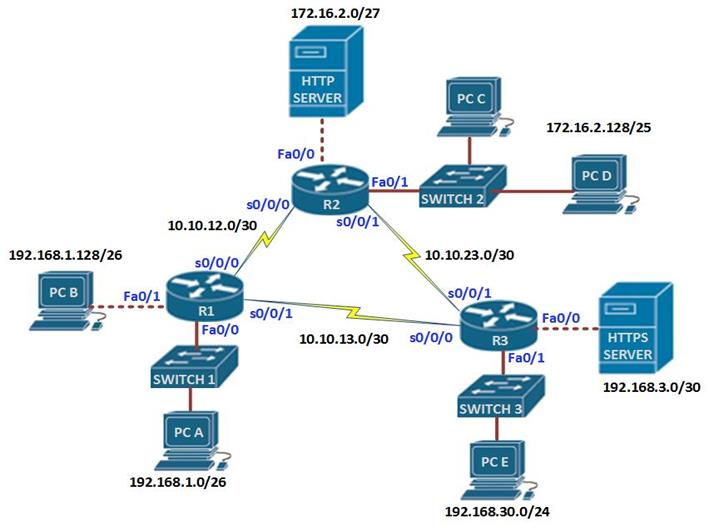 172.16.2.0/27
HTTP
SERVER
PC C
172.16.2.128/25
Fa0/0
PC D
Fa0/1
SWITCH 2
R2
s0/0/0
s0/0/1
10.10.12.0/30
10.10.23.0/30
192.168.1.128/26
s0/0/0
PC B
Fa0/1
R1
s0/0/1
s0/0/1
Fa0/0
Fa0/0
10.10.13.0/30
s0/0/0
R3
HTTPS
SERVER
Fa0/1
SWITCH 1
192.168.3.0/30
SWITCH 3
PC A
PC E
192.168.1.0/26
192.168.30.0/24